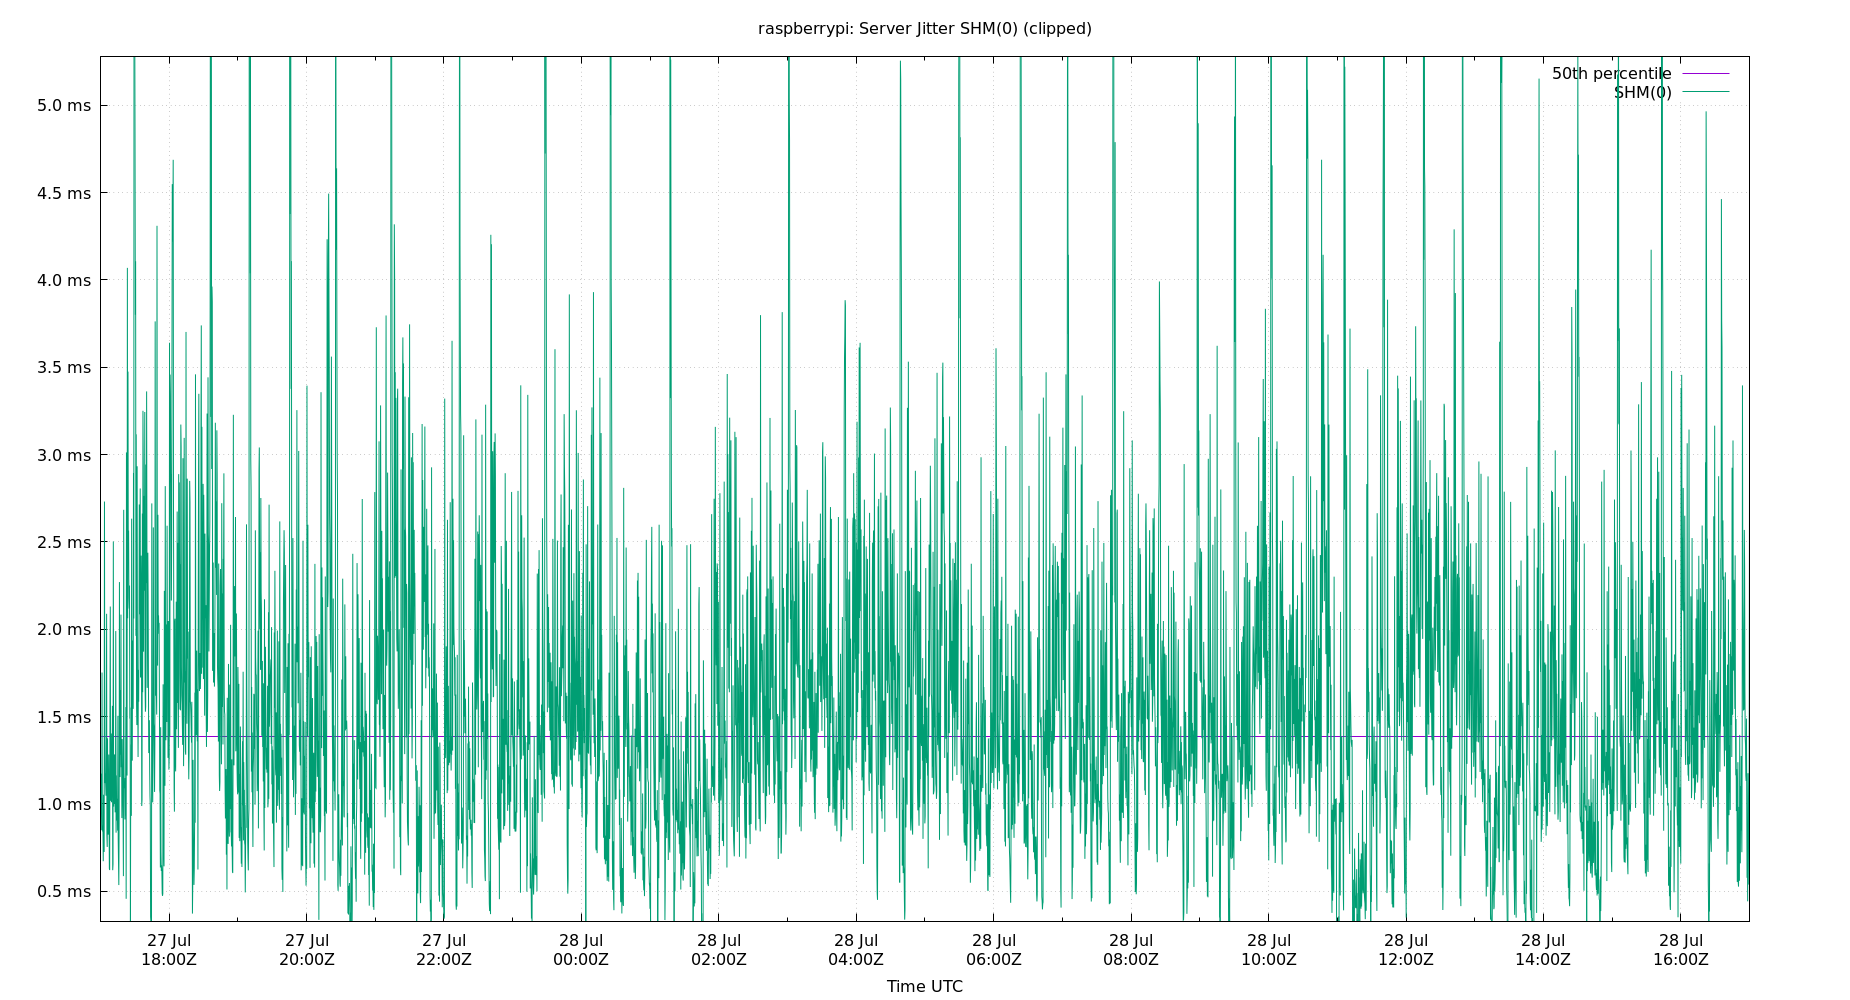 raspberrypi: Server Jitter SHM(0) (clipped)
50th percentile
SHM(0)
5.0 ms
4.5 ms
4.0 ms
3.5 ms
3.0 ms
2.5 ms
2.0 ms
1.5 ms
1.0 ms
0.5 ms
27 Jul 27 Jul 27 Jul 28 Jul 28 Jul 28 Jul 28 Jul 28 Jul 28 Jul 28 Jul 28 Jul 28 Jul
18:00Z 20:00Z 22:00Z 00:00Z 02:00Z 04:00Z 06:00Z 08:00Z 10:00Z 12:00Z 14:00Z 16:00Z
Time UTC